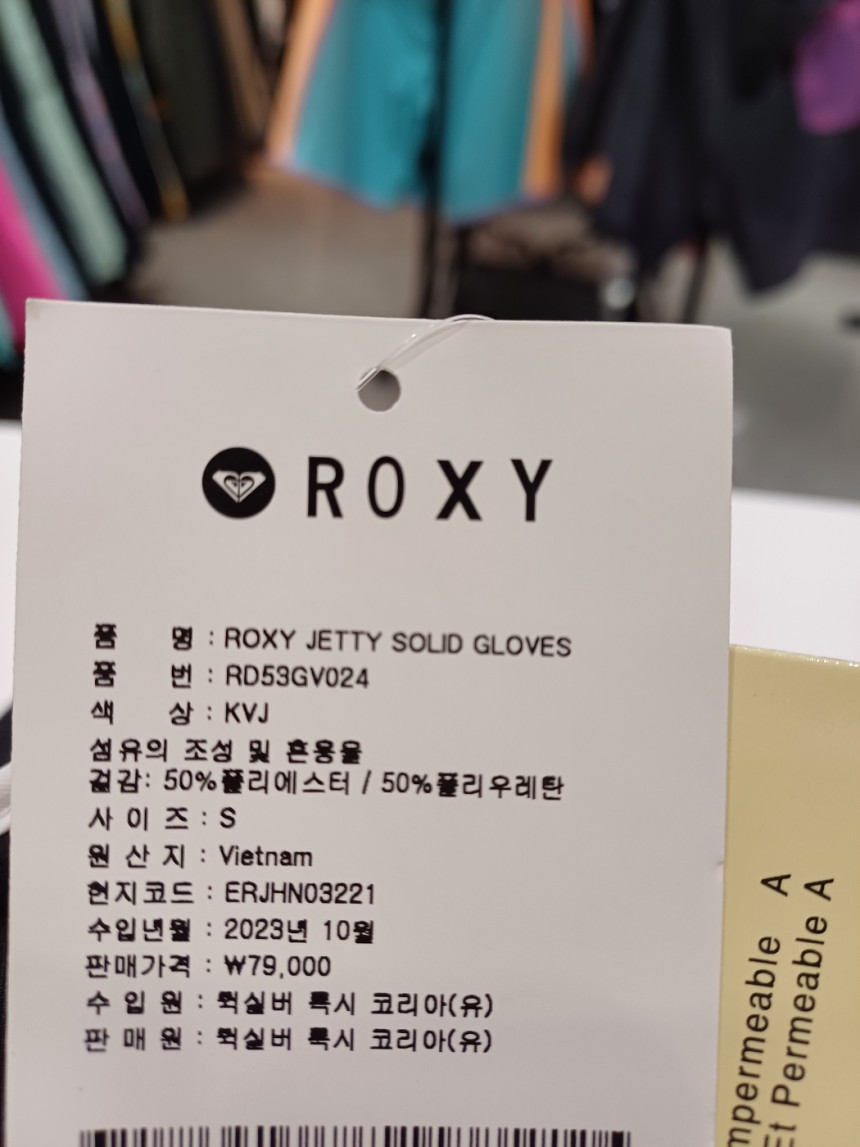 ROXY
품 명 : ROXY JETTY SOLID GLOVES
품 번 : RD53GV024
색 상 : KVJ
섬유의 조성 및 혼용율
겉감: 50%폴리에스터 / 50%폴리우레탄
사 이 즈 : S
원 산 지 : Vietnam
현지코드 : ERJHN03221
수입년월 : 2023년 10월
판매가격 : ₩79,000
수 입 원 : 퀵실버 록시 코리아(유)
판 매 원 : 퀵실버 록시 코리아(유)
A
Permeable A